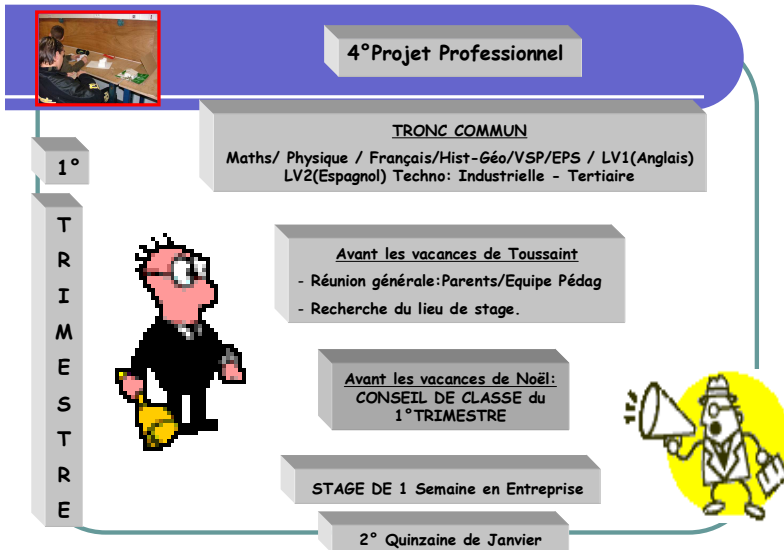 4°Projet Professionnel
TRONC COMMUN
Maths/ Physique / Français/Hist-Géo/VSP/EPS / LV1(Anglais)
LV2(Espagnol) Techno: Industrielle - Tertiaire
1°
T
R
I
M
E
S
T
R
E
Avant les vacances de Toussaint
- Réunion générale:Parents/Equipe Pédag
- Recherche du lieu de stage.
Avant les vacances de Noël:
CONSEIL DE CLASSE du
1°TRIMESTRE
STAGE DE 1 Semaine en Entreprise
2° Quinzaine de Janvier